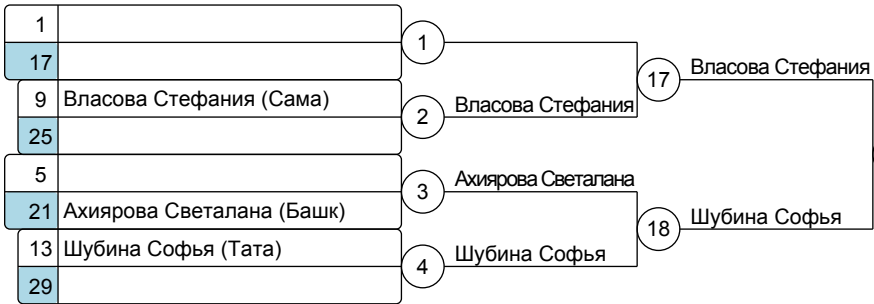 1
1
17
17
Власова Стефания
9 Власова Стефания (Сама)
2
Власова Стефания
25
5
3
Ахиярова Светалана
21 Ахиярова Светалана (Башк)
18
Шубина Софья
13 Шубина Софья (Тата)
4
Шубина Софья
29